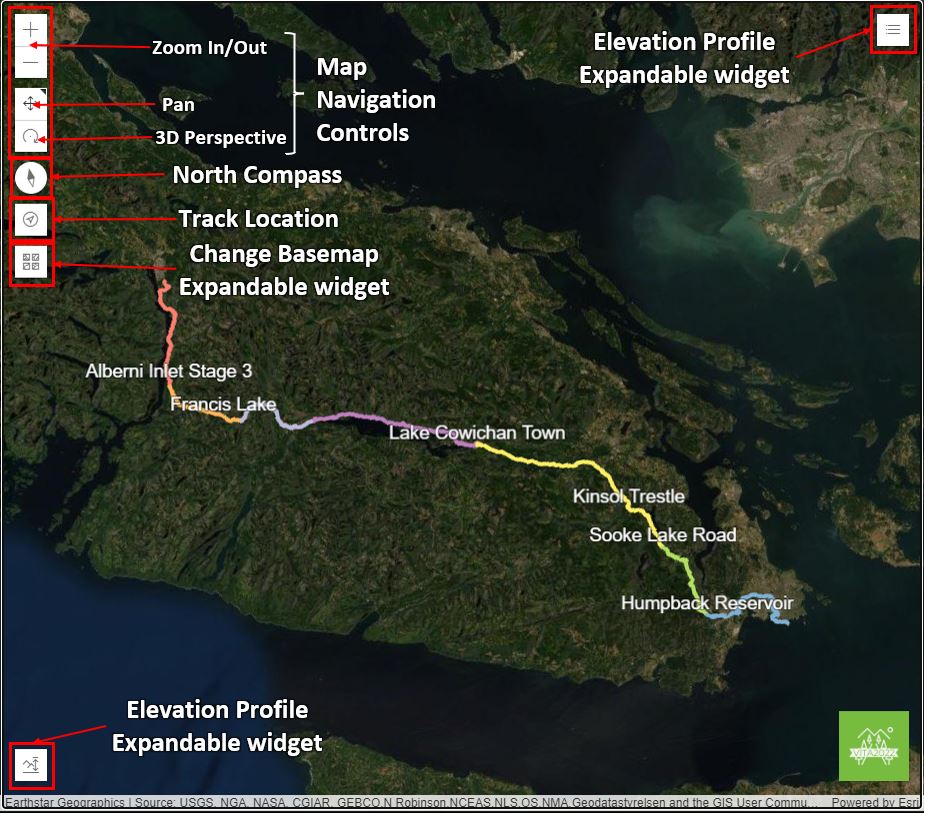 Zoom In/Out
Pan
3D Perspective
Map
Navigation
Controls
North Compass
Track Location
Change Basemap
Expandable widget
Elevation Profile
Expandable widget
Alberni Inlet Stage 3
Francis Lake
Lake Cowichan Town
Kinsol Trestle
Sooke Lake Road
Humpback Reservoir
Elevation Profile
Expandable widget
VITA2022
Earthstar Geographics | Source: USGS, NGA, NASA, CGIAR, GEBCO,N Robinson,NCEAS,NLS,OS,NMA,Geodatastyrelsen and the GIS User Commu... Powered by Esri